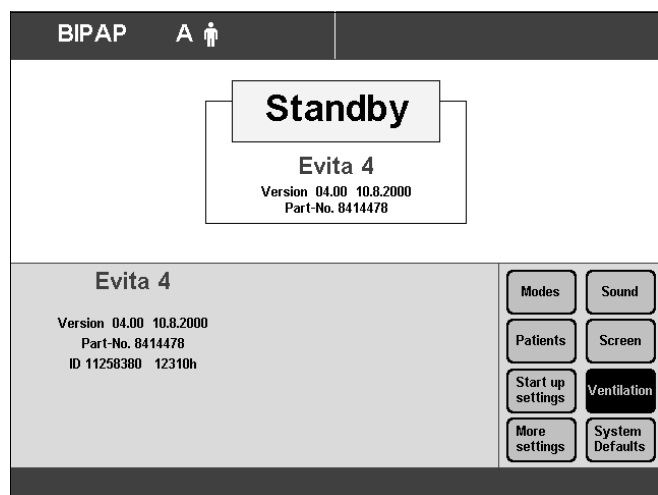 BIPAP A
Standby
Evita 4
Version 04.00 10.8.2000
Part-No. 8414478
Evita 4
Version 04.00 10.8.2000
Part-No. 8414478
ID 11258380 12310h
Modes
Sound
Patients
Screen
Start up
settings
Ventilation
More
settings
System
Defaults